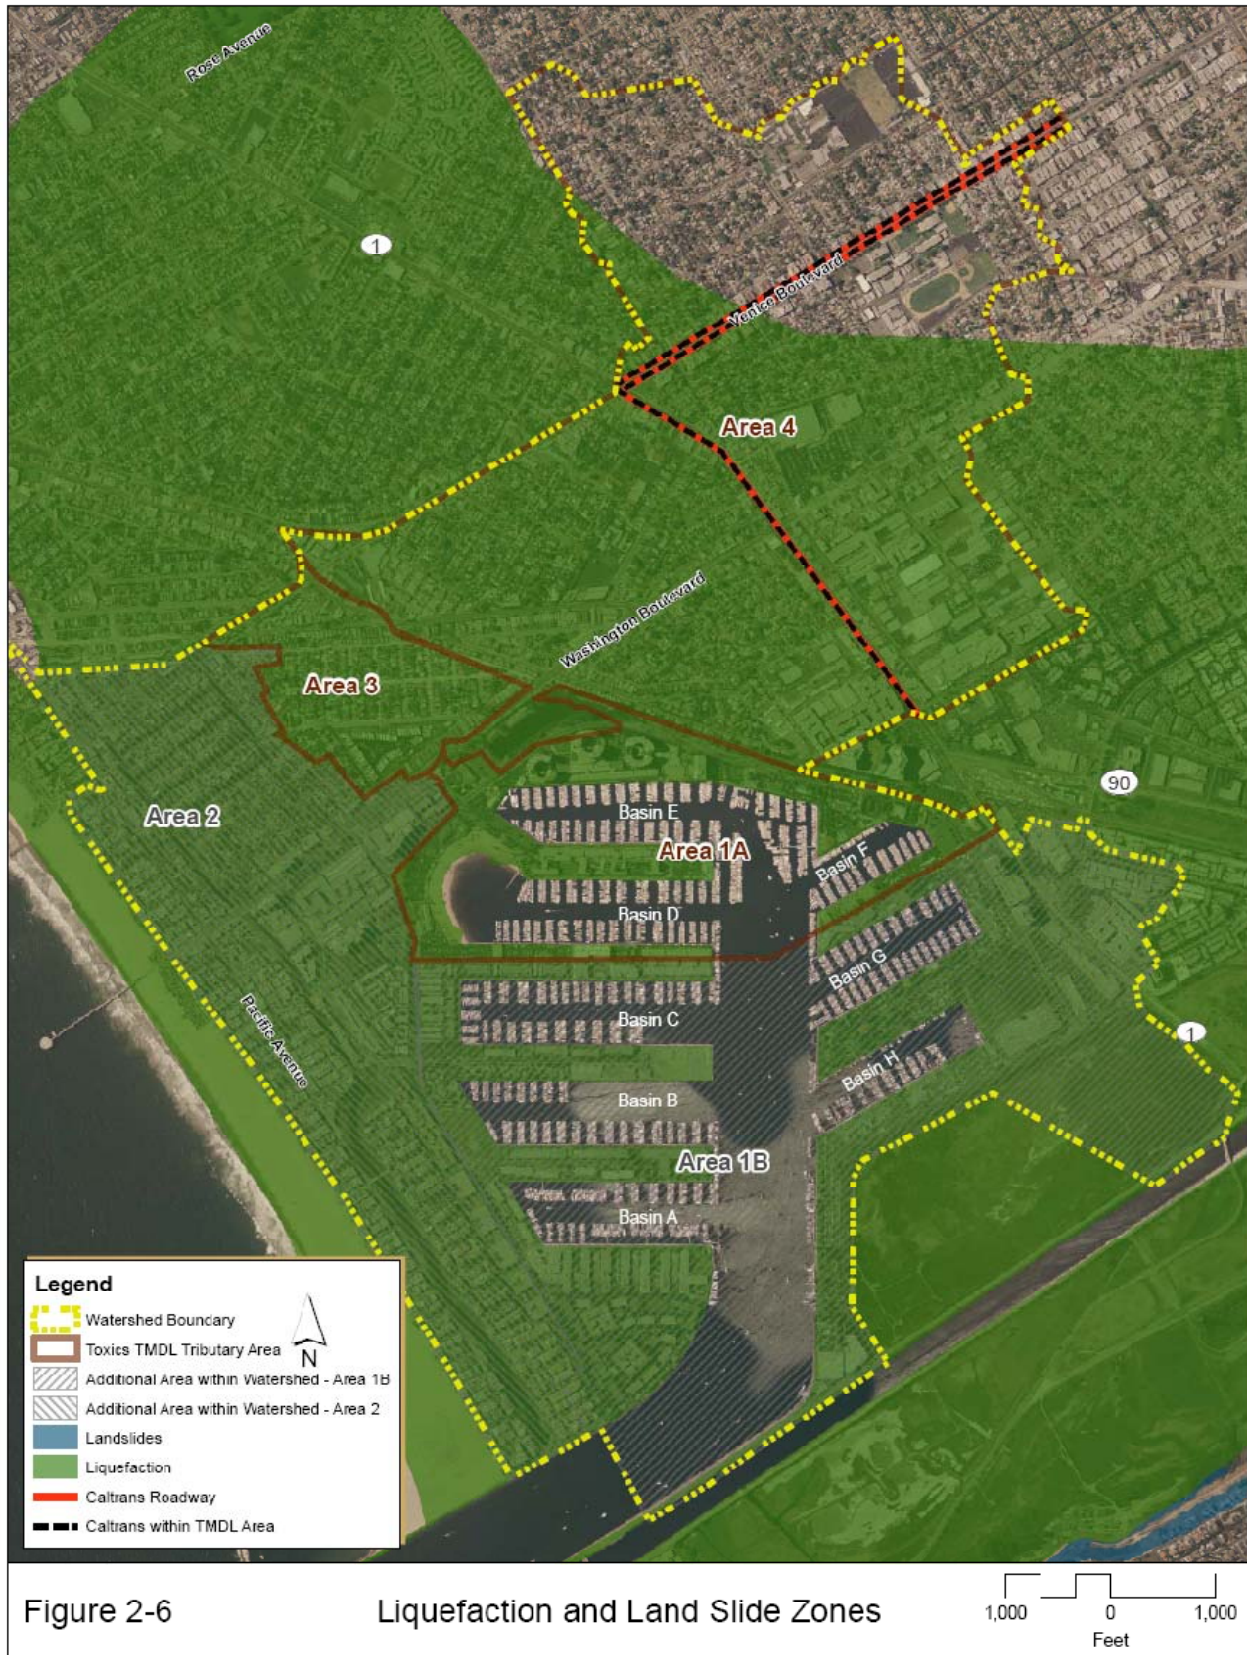 Rose Avenue
1
Venice Boulevard
Area 4
Washington Boulevard
Area 3
90
Basin E
Area 2
Area 1A
Basin F
Basin D
Basin G
Pacific Avenue
Basin C
1
Basin H
Basin B
Area 1B
Basin A
Legend
Watershed Boundary
Toxics TMDL Tributary Area
N
Additional Area within Watershed - Area 1B
Additional Area within Watershed - Area 2
Landslides
Liquefaction
Caltrans Roadway
Caltrans within TMDL Area
Figure 2-6
Liquefaction and Land Slide Zones
1,000 0 1,000
Feet